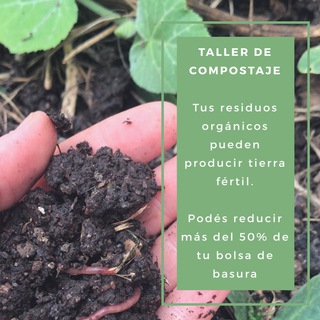 TALLER DE
COMPOSTAJE
Tus residuos
orgánicos
pueden
producir tierra
fértil.
Podés reducir
más del 50% de
tu bolsa de
basura